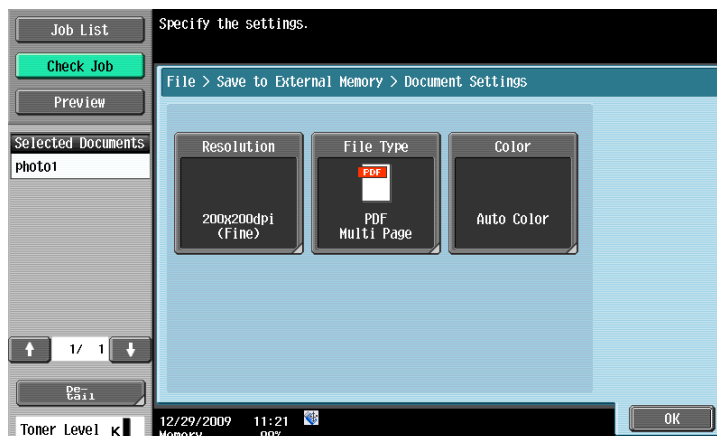 Job List
Check Job
Preview
Selected Documents
photo1
1/ 1
De-
tail
Toner Level K
Specify the settings.
File > Save to External Memory > Document Settings
Resolution
200X200dpi
(Fine)
File Type
PDF
PDF
Multi Page
Color
Auto Color
12/29/2009 11:21
Memory 99%
OK